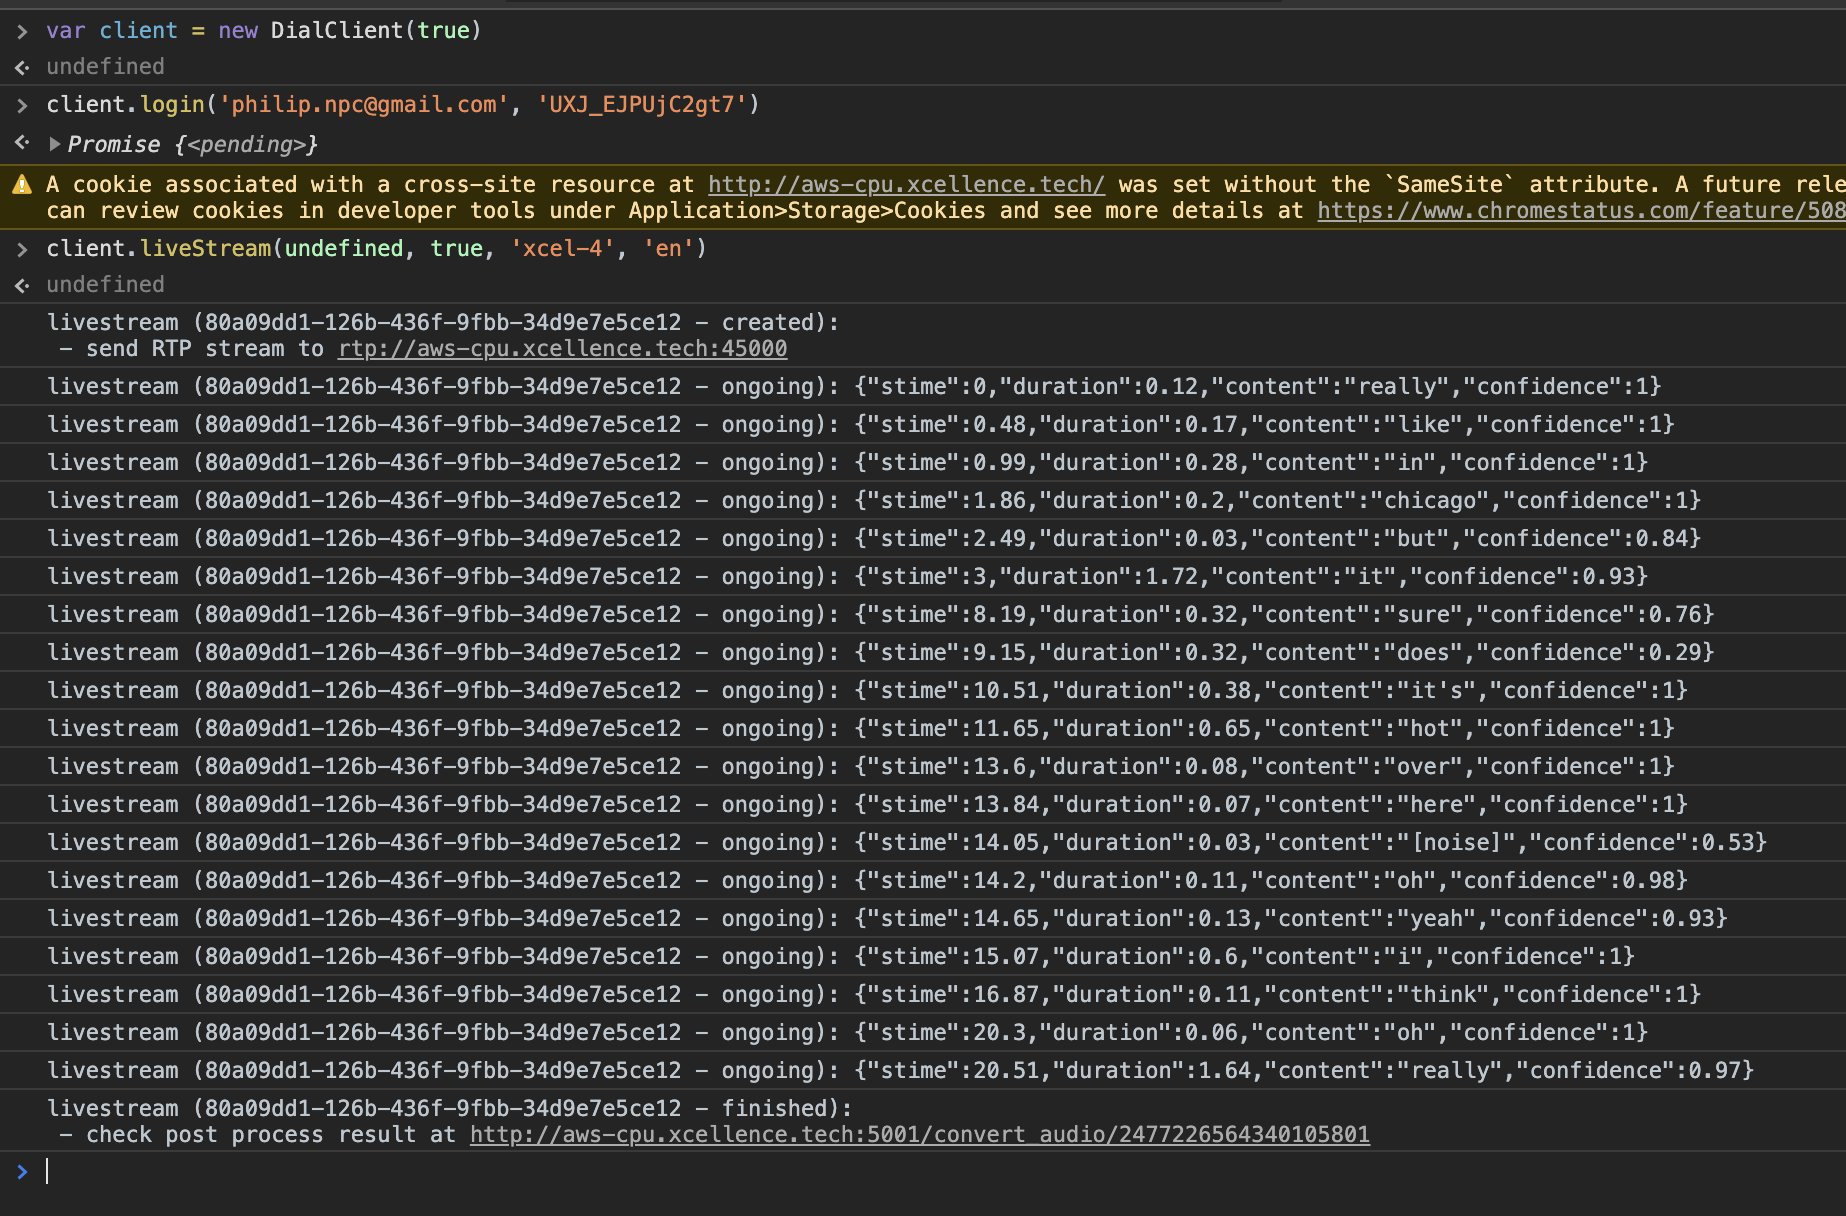 > var client = new DialClient(true)
<· undefined
> client.login('philip.npc@gmail.com', 'UXJ_EJPUjC2gt7')
<· ▶Promise {<pending>}
A cookie associated with a cross-site resource at http://aws-cpu.xcellence.tech/ was set without the `SameSite` attribute. A future rele
can review cookies in developer tools under Application>Storage>Cookies and see more details at https://www.chromestatus.com/feature/508
> client.liveStream(undefined, true, 'xcel-4', 'en')
<· undefined
livestream (80a09dd1-126b-436f-9fbb-34d9e7e5ce12 - created):
- send RTP stream to rtp://aws-cpu.xcellence.tech:45000
livestream (80a09dd1-126b-436f-9fbb-34d9e7e5ce12 - ongoing): {"stime":0,"duration":0.12,"content":"really","confidence":1}
livestream (80a09dd1-126b-436f-9fbb-34d9e7e5ce12 - ongoing): {"stime":0.48,"duration":0.17,"content":"like","confidence":1}
livestream (80a09dd1-126b-436f-9fbb-34d9e7e5ce12 - ongoing): {"stime":0.99,"duration":0.28,"content":"in","confidence":1}
livestream (80a09dd1-126b-436f-9fbb-34d9e7e5ce12 - ongoing): {"stime":1.86,"duration":0.2,"content":"chicago","confidence":1}
livestream (80a09dd1-126b-436f-9fbb-34d9e7e5ce12 - ongoing): {"stime":2.49,"duration":0.03,"content":"but","confidence":0.84}
livestream (80a09dd1-126b-436f-9fbb-34d9e7e5ce12 - ongoing): {"stime":3,"duration":1.72,"content":"it","confidence":0.93}
livestream (80a09dd1-126b-436f-9fbb-34d9e7e5ce12 - ongoing): {"stime":8.19,"duration":0.32,"content":"sure","confidence":0.76}
livestream (80a09dd1-126b-436f-9fbb-34d9e7e5ce12 - ongoing): {"stime":9.15,"duration":0.32,"content":"does","confidence":0.29}
livestream (80a09dd1-126b-436f-9fbb-34d9e7e5ce12 - ongoing): {"stime":10.51,"duration":0.38,"content":"it's","confidence":1}
livestream (80a09dd1-126b-436f-9fbb-34d9e7e5ce12 - ongoing): {"stime":11.65,"duration":0.65,"content":"hot","confidence":1}
livestream (80a09dd1-126b-436f-9fbb-34d9e7e5ce12 - ongoing): {"stime":13.6,"duration":0.08,"content":"over","confidence":1}
livestream (80a09dd1-126b-436f-9fbb-34d9e7e5ce12 - ongoing): {"stime":13.84,"duration":0.07,"content":"here","confidence":1}
livestream (80a09dd1-126b-436f-9fbb-34d9e7e5ce12 - ongoing): {"stime":14.05,"duration":0.03,"content":"[noise]","confidence":0.53}
livestream (80a09dd1-126b-436f-9fbb-34d9e7e5ce12 - ongoing): {"stime":14.2,"duration":0.11,"content":"oh","confidence":0.98}
livestream (80a09dd1-126b-436f-9fbb-34d9e7e5ce12 - ongoing): {"stime":14.65,"duration":0.13,"content":"yeah","confidence":0.93}
livestream (80a09dd1-126b-436f-9fbb-34d9e7e5ce12 - ongoing): {"stime":15.07,"duration":0.6,"content":"i","confidence":1}
livestream (80a09dd1-126b-436f-9fbb-34d9e7e5ce12 - ongoing): {"stime":16.87,"duration":0.11,"content":"think","confidence":1}
livestream (80a09dd1-126b-436f-9fbb-34d9e7e5ce12 - ongoing): {"stime":20.3,"duration":0.06,"content":"oh","confidence":1}
livestream (80a09dd1-126b-436f-9fbb-34d9e7e5ce12 - ongoing): {"stime":20.51,"duration":1.64,"content":"really","confidence":0.97}
livestream (80a09dd1-126b-436f-9fbb-34d9e7e5ce12 - finished):
- check post process result at http://aws-cpu.xcellence.tech:5001/convert_audio/2477226564340105801
>